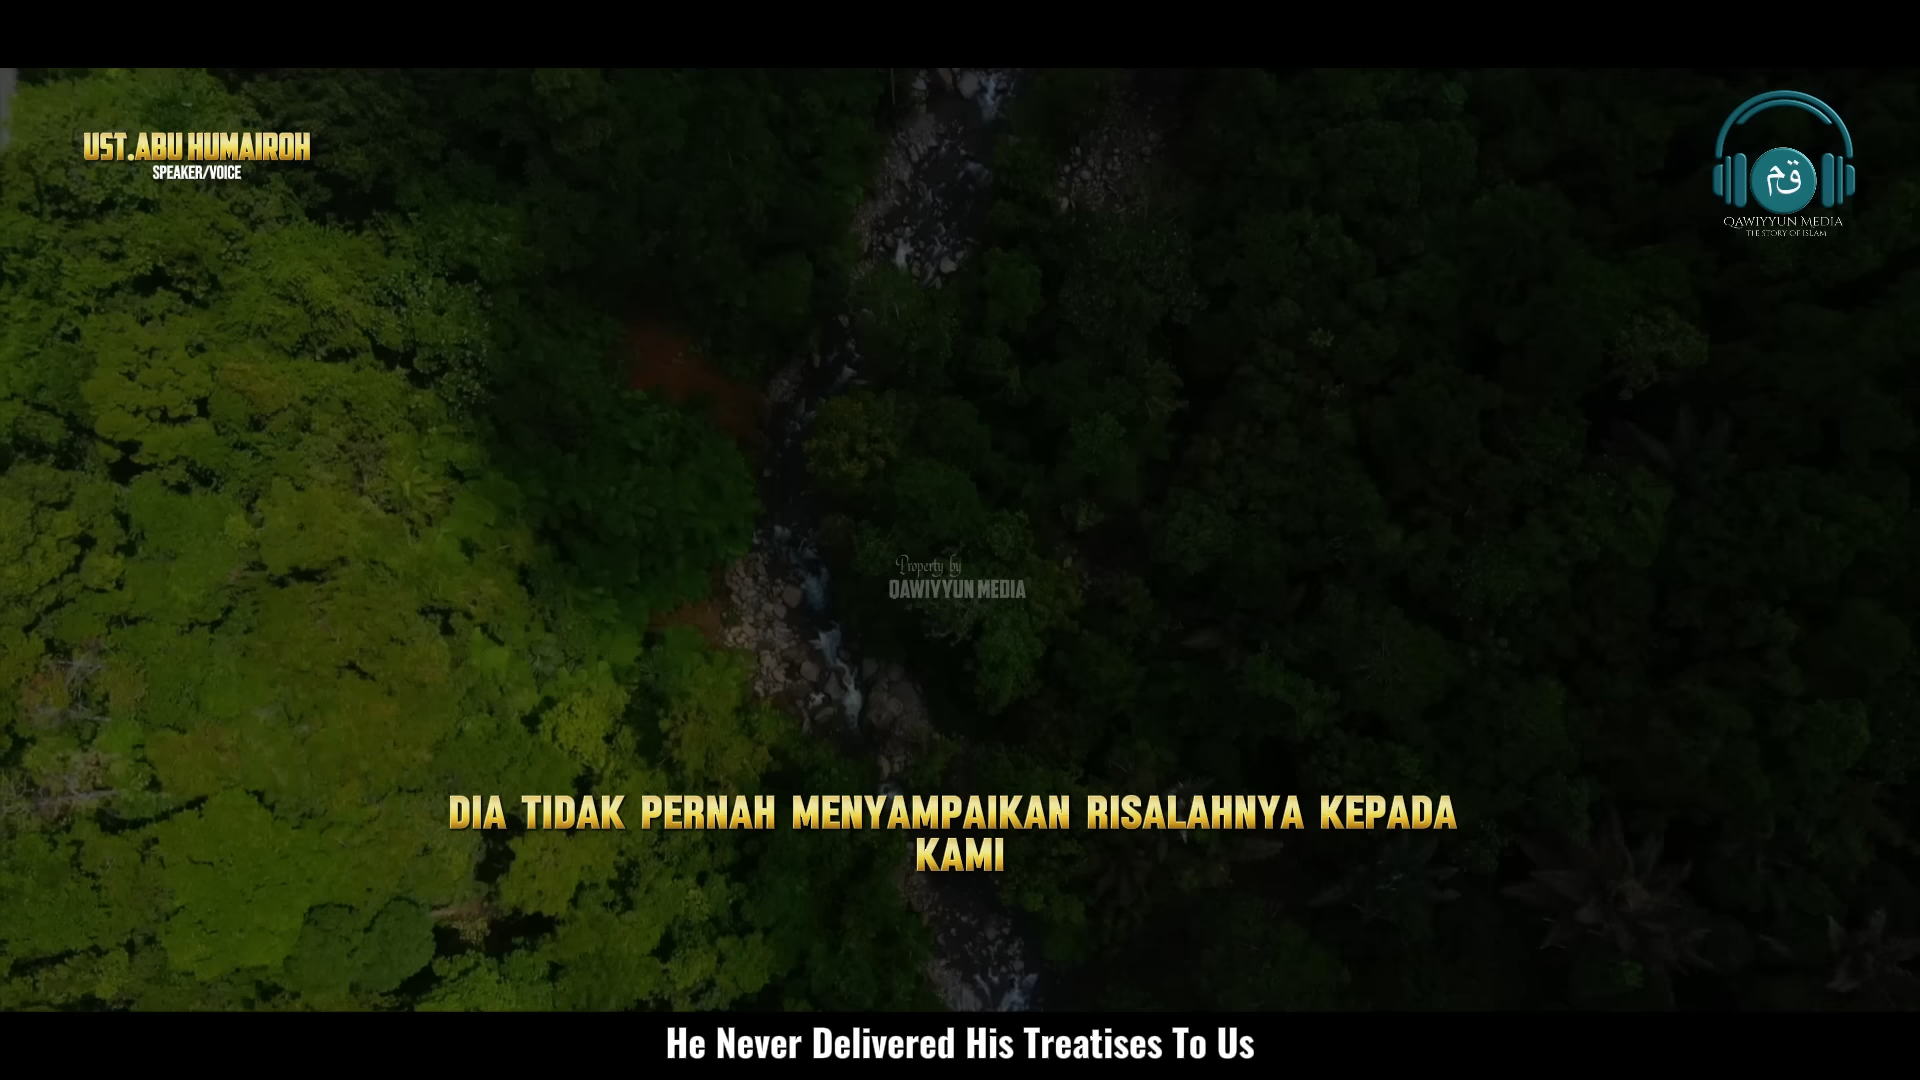 UST.ABU HUMAIROH
SPEAKER/VOICE
قم
QAWIYYUN MEDIA
THE STORY OF ISLAM
Property by
QAWIYYUN MEDIA
DIA TIDAK PERNAH MENYAMPAIKAN RISALAHNYA KEPADA
KAMI
He Never Delivered His Treatises To Us